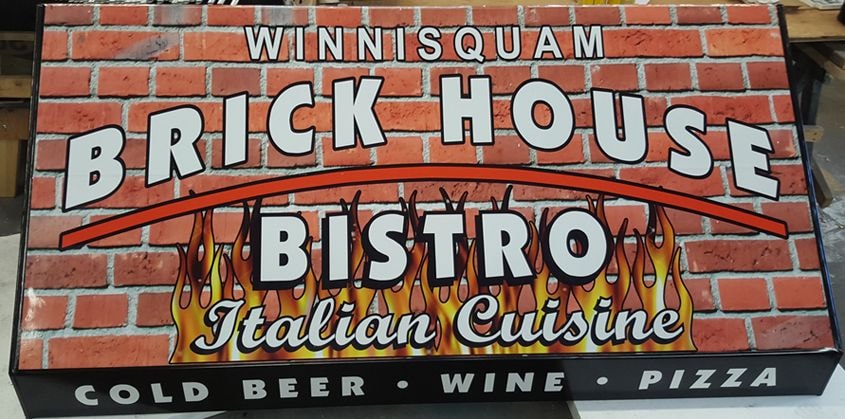 WINNISQUAM
BRICK HOUSE
BISTRO
Italian Cuisine
COLD BEER • WINE • PIZZA